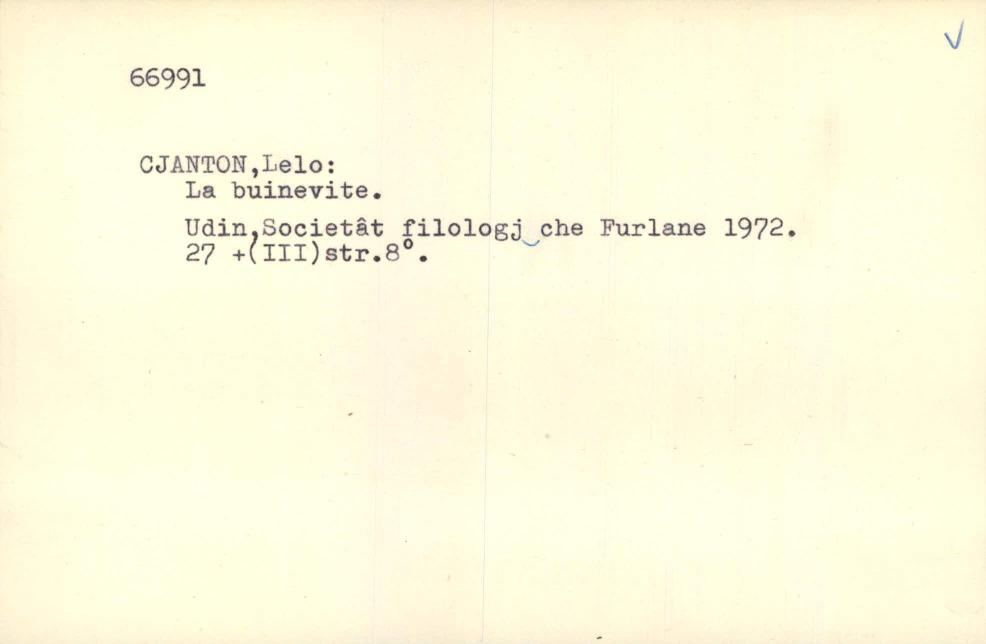 66991
CJANTON,Lelo:
La buinevite.
Udin,Societât filologj che Furlane 1972.
27 +(III)str.8°.